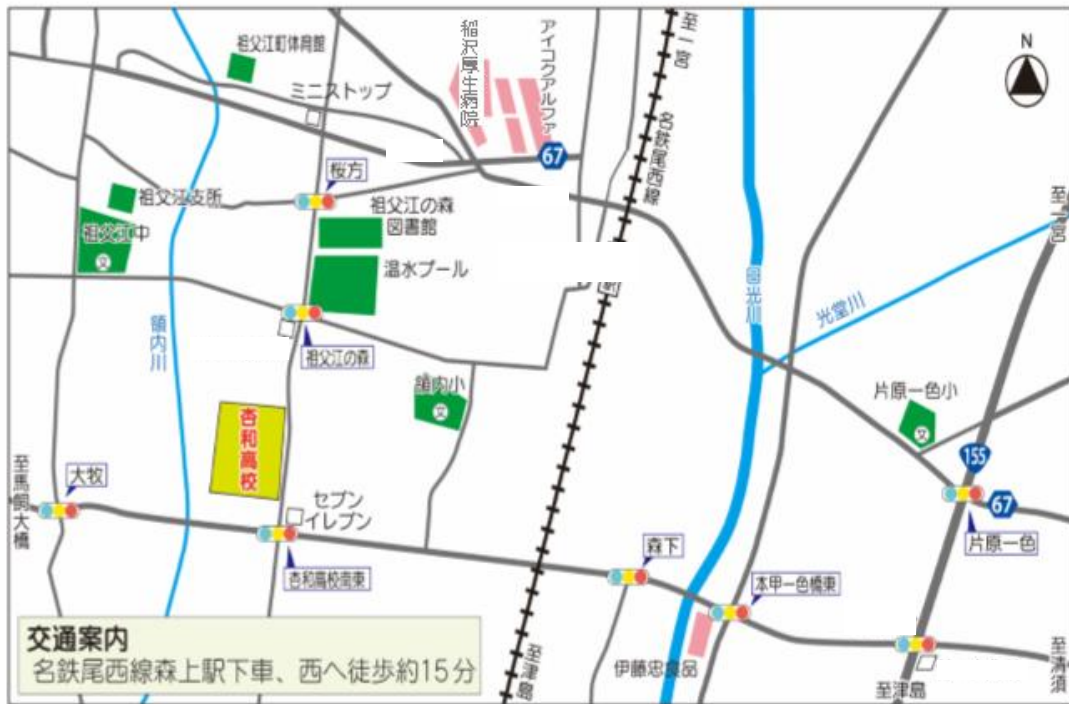 祖父江町体育館
ミニストップ
稲沢厚生病院
アイコクアルファ
67
至一宮
名鉄尾西線
N
桜方
祖父江支所
祖父江中
文
祖父江の森
図書館
温水プール
領内川
祖父江の森
日光川
光堂川
至一宮
領内小
文
片原一色小
文
杏和高校
155
67
片原一色
至馬飼大橋
大牧
セブン
イレブン
杏和高校南東
森下
本甲一色橋東
伊藤忠良品
至津島
至津島
至清須
交通案内
名鉄尾西線森上駅下車、西へ徒歩約15分